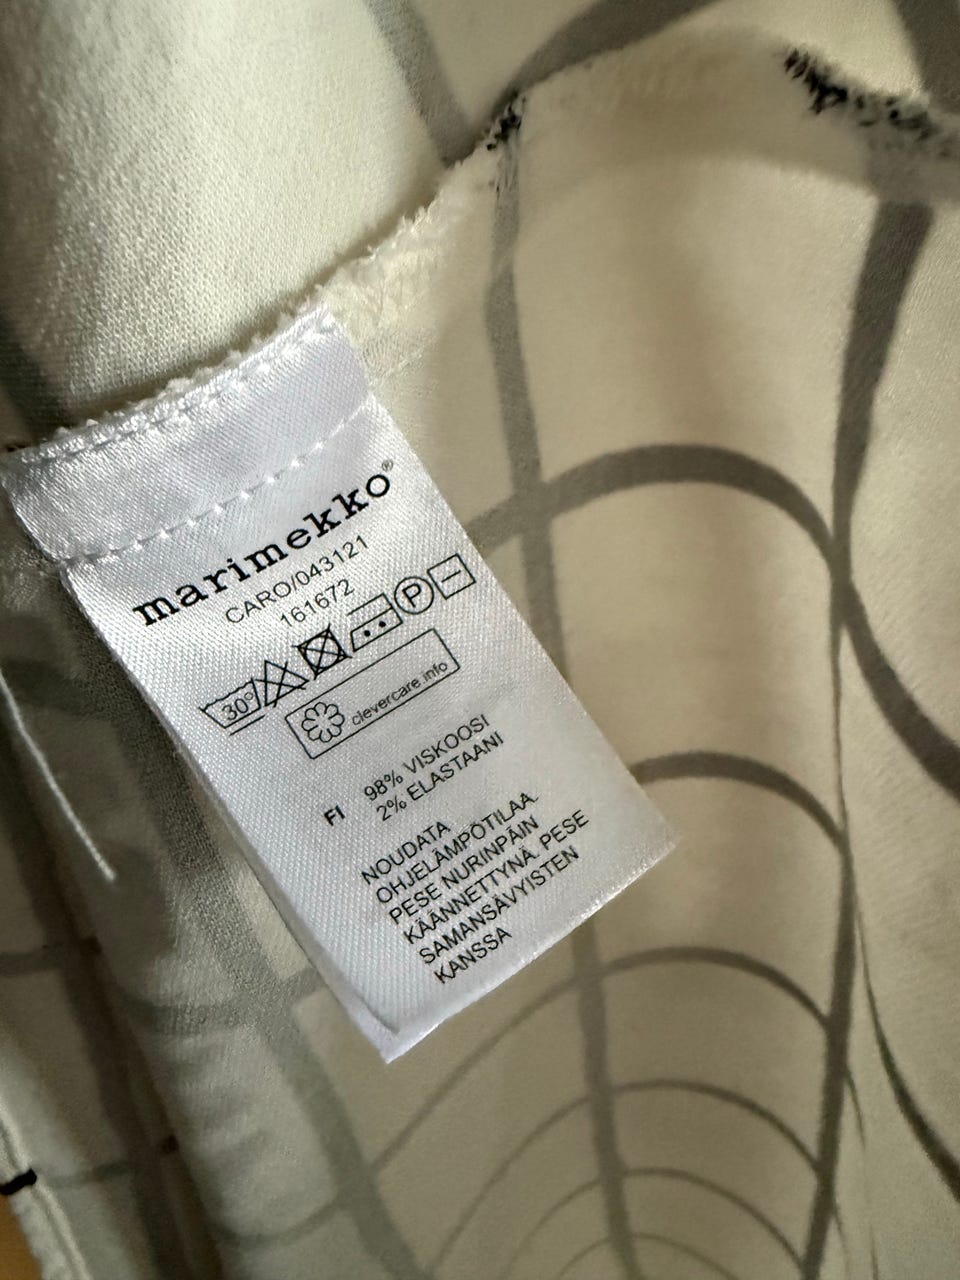 marimekko®
CARO/043121
161672
30° P
clevercare.info
FI 98% VISKOOSI
2% ELASTAANI
NOUDATA
OHJELÄMPÖTILAA.
PESE NURINPÄIN
KÄÄNNETTYNÄ. PESE
SAMANSÄVYISTEN
KANSSA